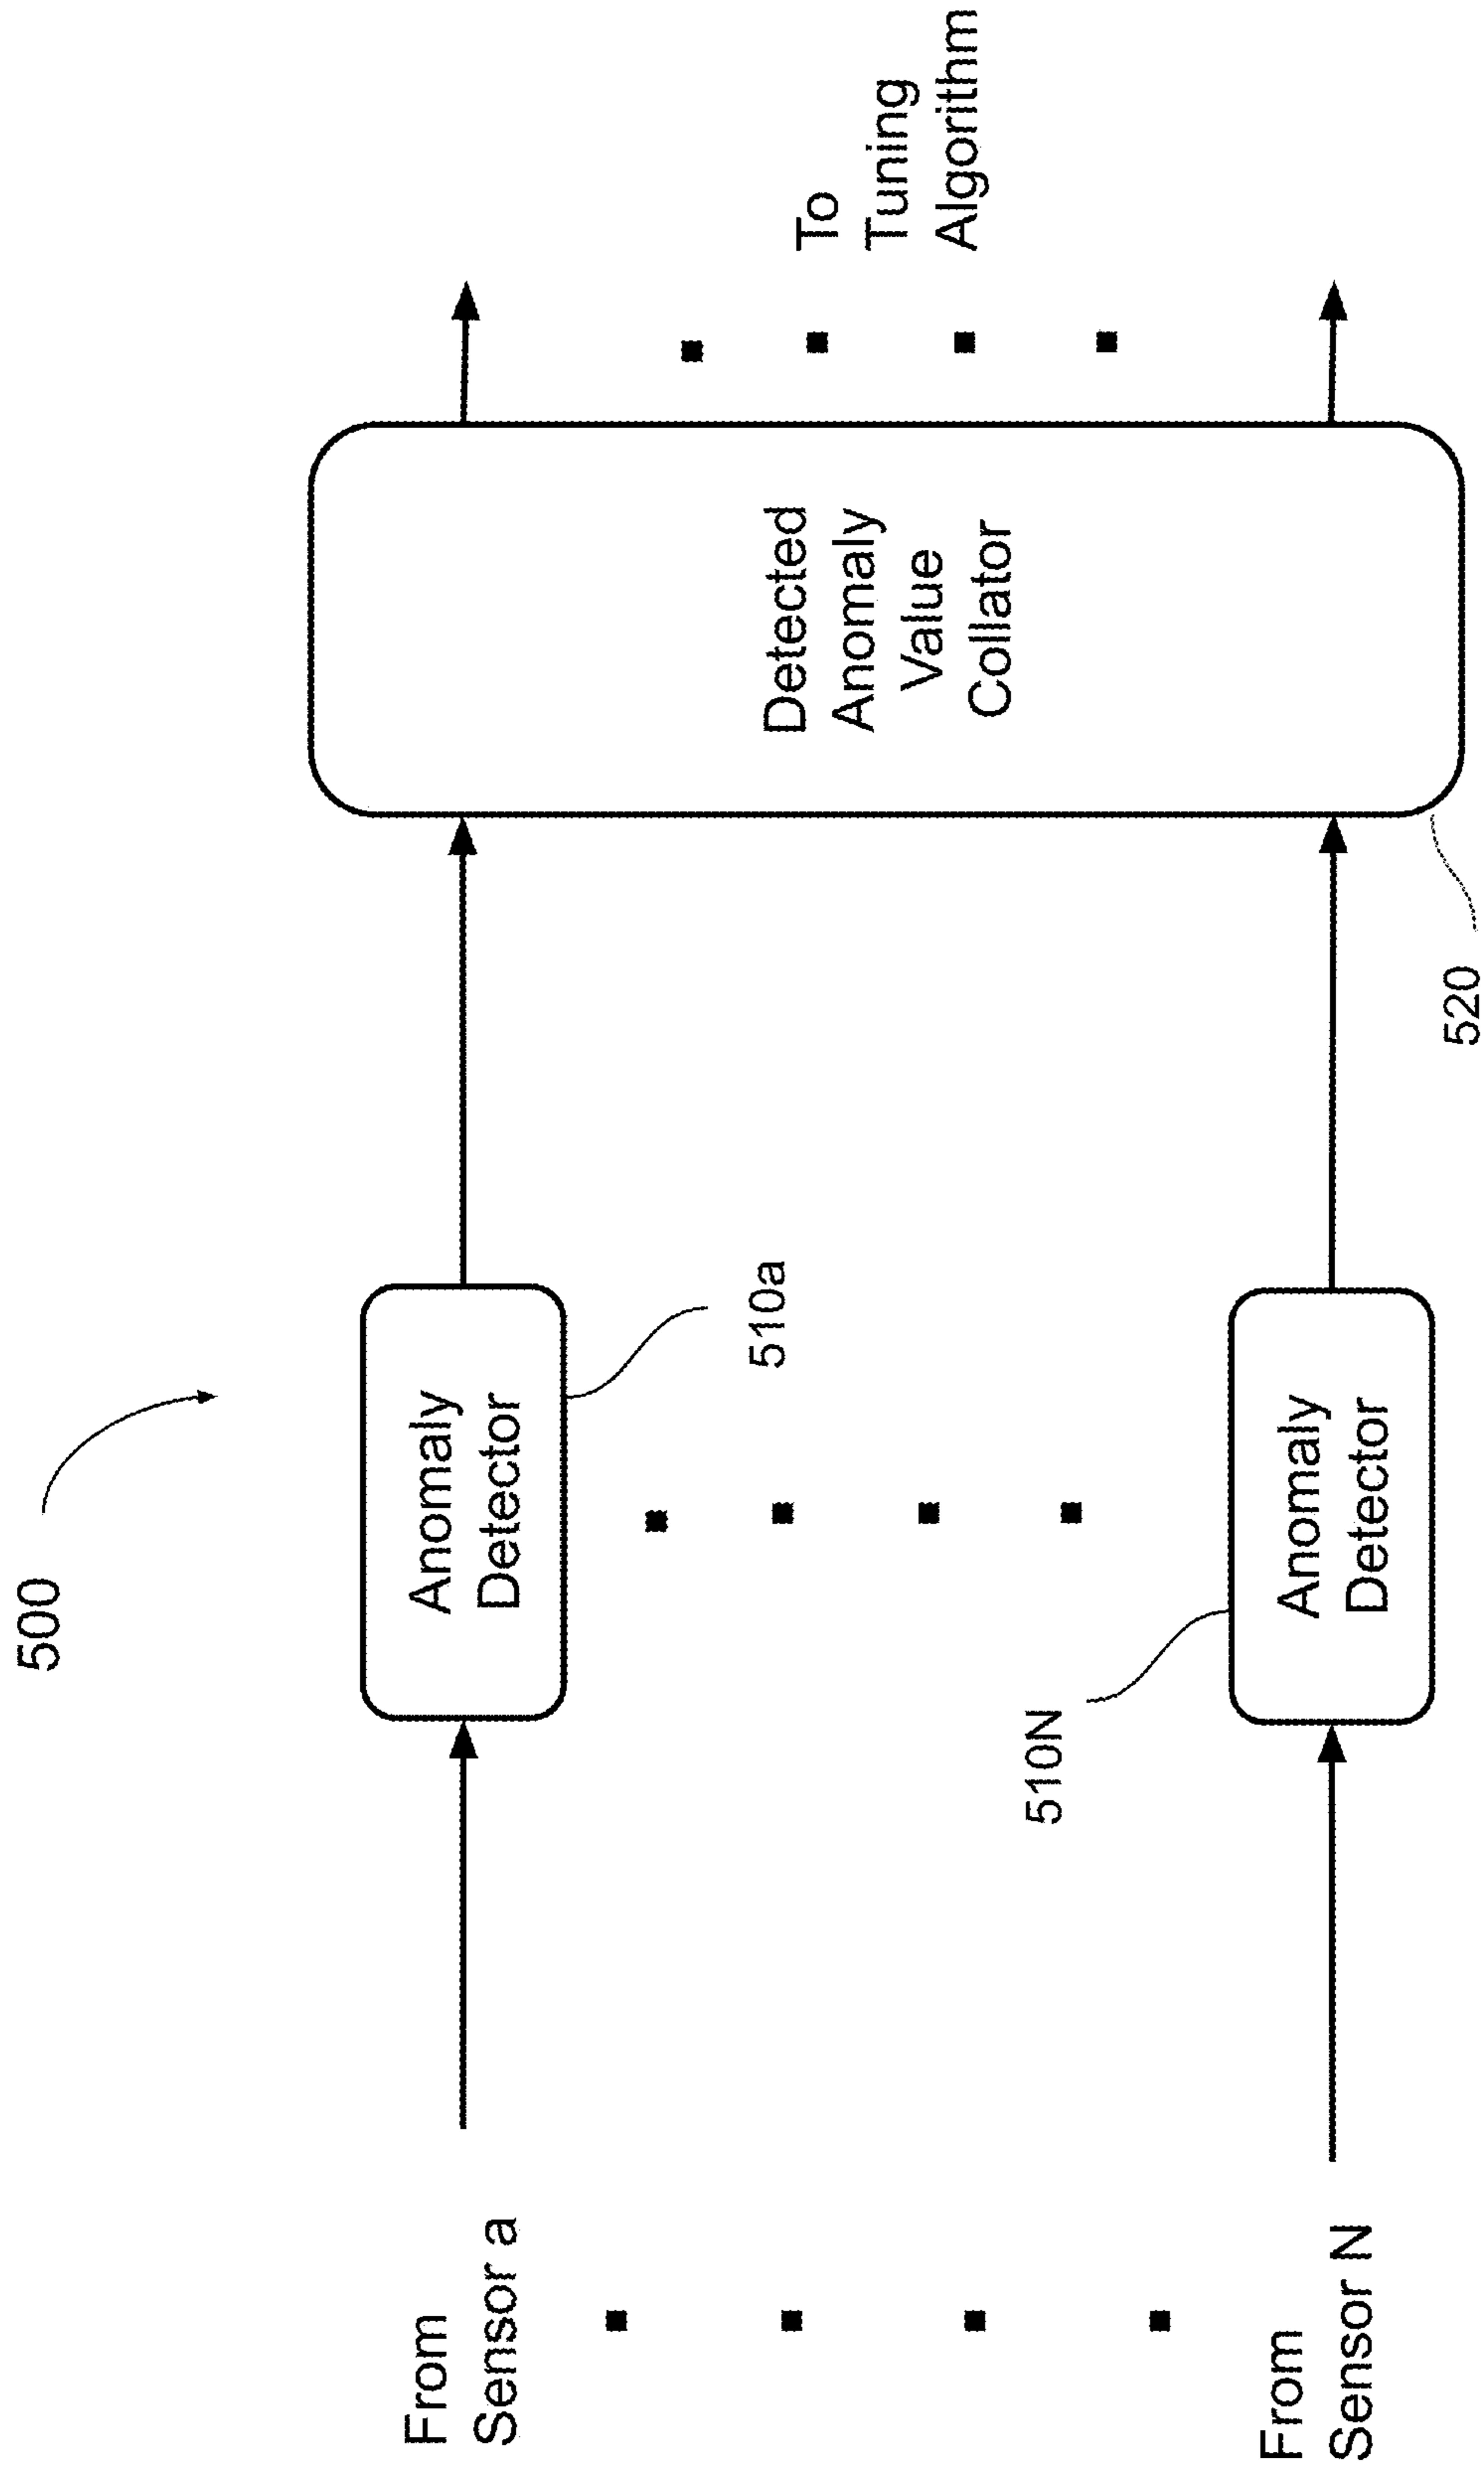 500
From
Sensor a
Anomaly
Detector
510a
Detected
Anomaly
Value
Collator
To
Tuning
Algorithm
510N
From
Sensor N
Anomaly
Detector
520